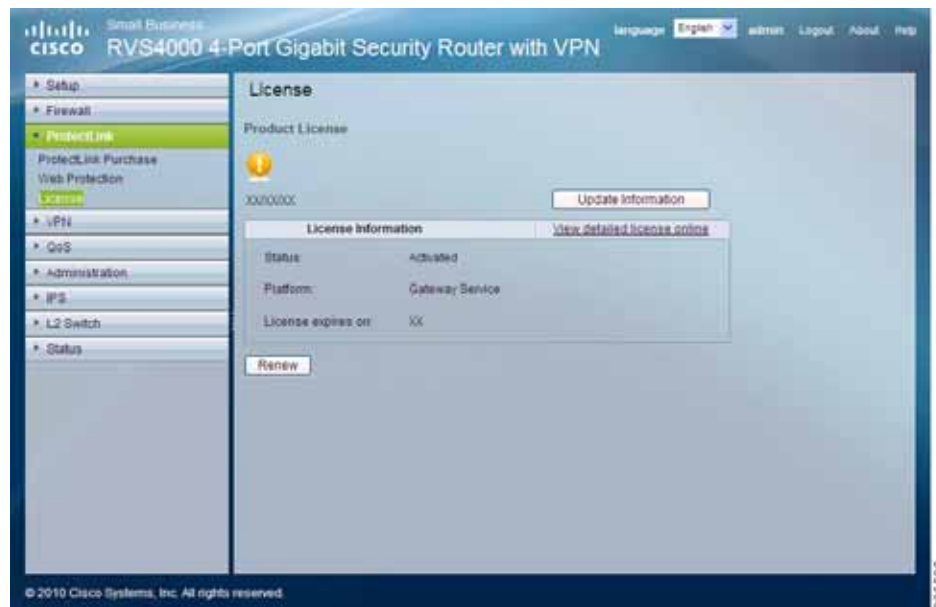 Small Business
cisco RVS4000 4-Port Gigabit Security Router with VPN
language English admin Logout About Help
Setup
Firewall
ProtectLink
ProtectLink Purchase
Web Protection
License
VPN
QoS
Administration
IPS
L2 Switch
Status
License
Product License
Update Information
License Information View detailed license online
Status: Activated
Platform: Gateway Service
License expires on: XX
Renew
© 2010 Cisco Systems, Inc. All rights reserved.